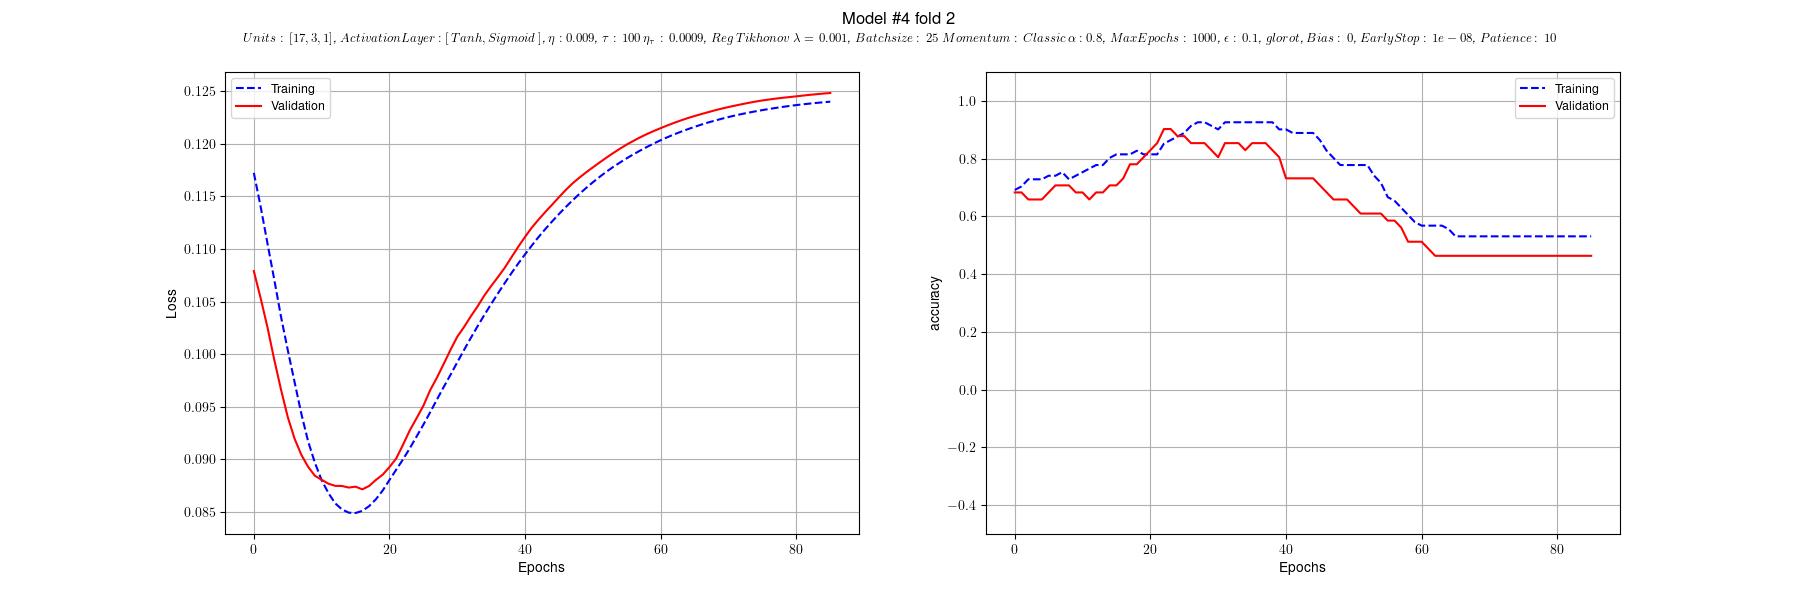 Model #4 fold 2
Units : [17, 3, 1], ActivationLayer : [ Tanh, Sigmoid ], η : 0.009, τ : 100 ητ : 0.0009, Reg Tikhonov λ = 0.001, Batchsize : 25 Momentum : Classic α : 0.8, MaxEpochs : 1000, ϵ : 0.1, glorot, Bias : 0, EarlyStop : 1e − 08, Patience : 10
Training
Validation
Loss
0.125
0.120
0.115
0.110
0.105
0.100
0.095
0.090
0.085
0 20 40 60 80
Epochs
Training
Validation
accuracy
1.0
0.8
0.6
0.4
0.2
0.0
−0.2
−0.4
0 20 40 60 80
Epochs